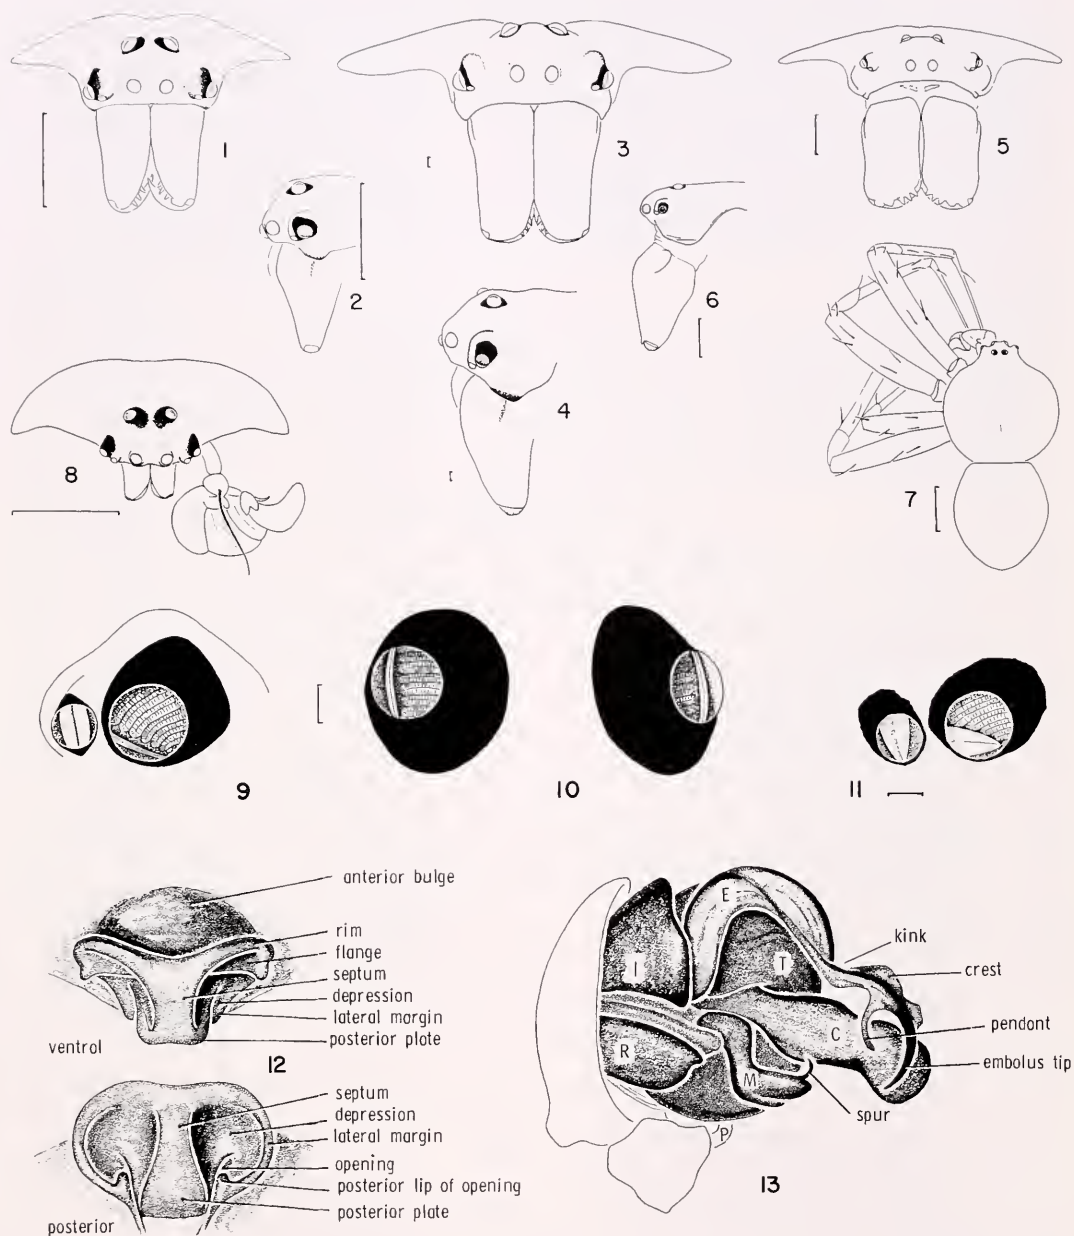 1
3
5
2
6
4
8
7
9
10
11
anterior bulge
rim
flange
septum
depression
lateral margin
posterior plate
ventral
12
septum
depression
lateral margin
opening
posterior lip of opening
posterior plate
posterior
E
I
T
kink
crest
pendant
C
R
M
embolus tip
spur
P
13